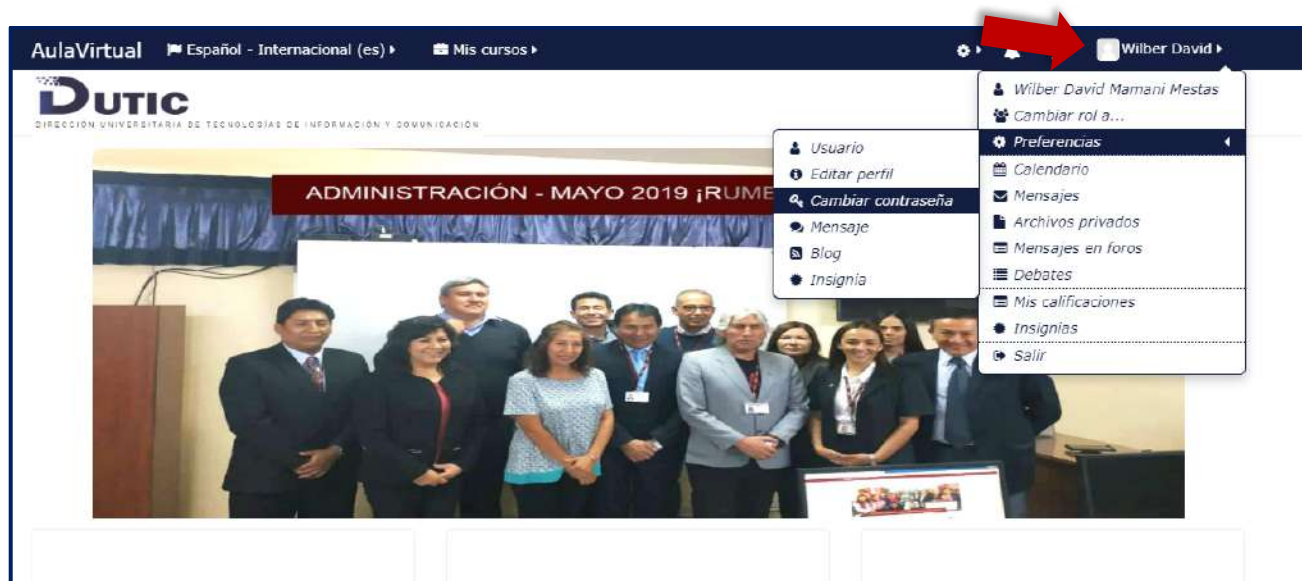 AulaVirtual Español - Internacional (es) Mis cursos Wilber David
DUTIC
DIRECCIÓN UNIVERSITARIA DE TECNOLOGÍAS DE INFORMACIÓN Y COMUNICACIÓN
ADMINISTRACIÓN - MAYO 2019 ¡RUME
Wilber David Mamani Mestas
Cambiar rol a...
Preferencias
Calendario
Mensajes
Archivos privados
Mensajes en foros
Debates
Mis calificaciones
Insignias
Salir
Usuario
Editar perfil
Cambiar contraseña
Mensaje
Blog
Insignia